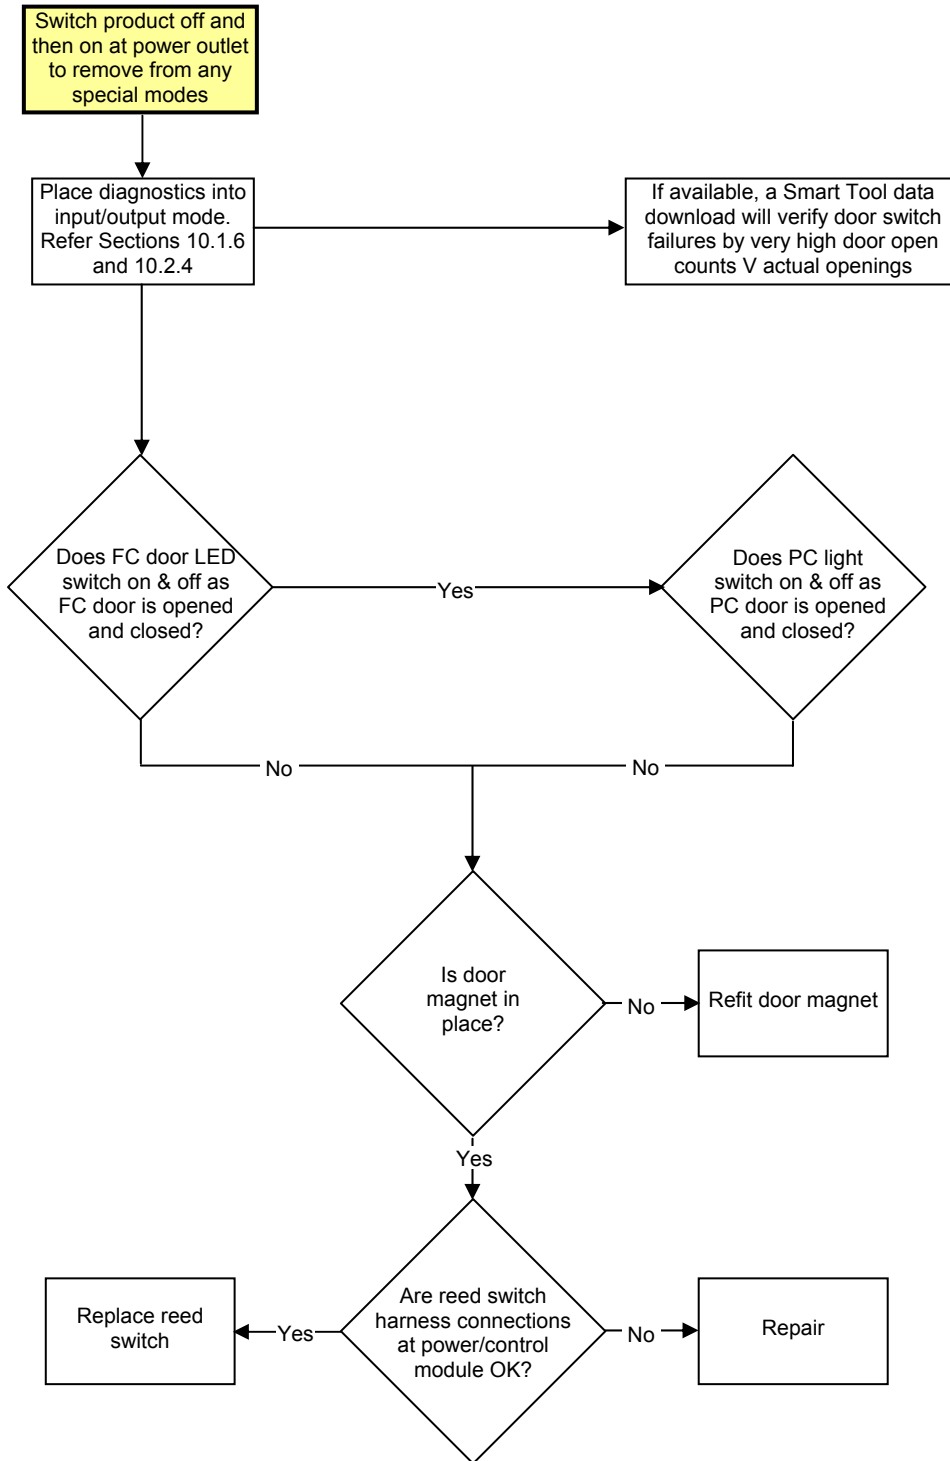 Switch product off and
then on at power outlet
to remove from any
special modes
Place diagnostics into
input/output mode.
Refer Sections 10.1.6
and 10.2.4
If available, a Smart Tool data
download will verify door switch
failures by very high door open
counts V actual openings
Does FC door LED
switch on & off as
FC door is opened
and closed?
Yes
Does PC light
switch on & off as
PC door is opened
and closed?
No
No
Is door
magnet in
place?
No
Refit door magnet
Yes
Replace reed
switch
Yes
Are reed switch
harness connections
at power/control
module OK?
No
Repair